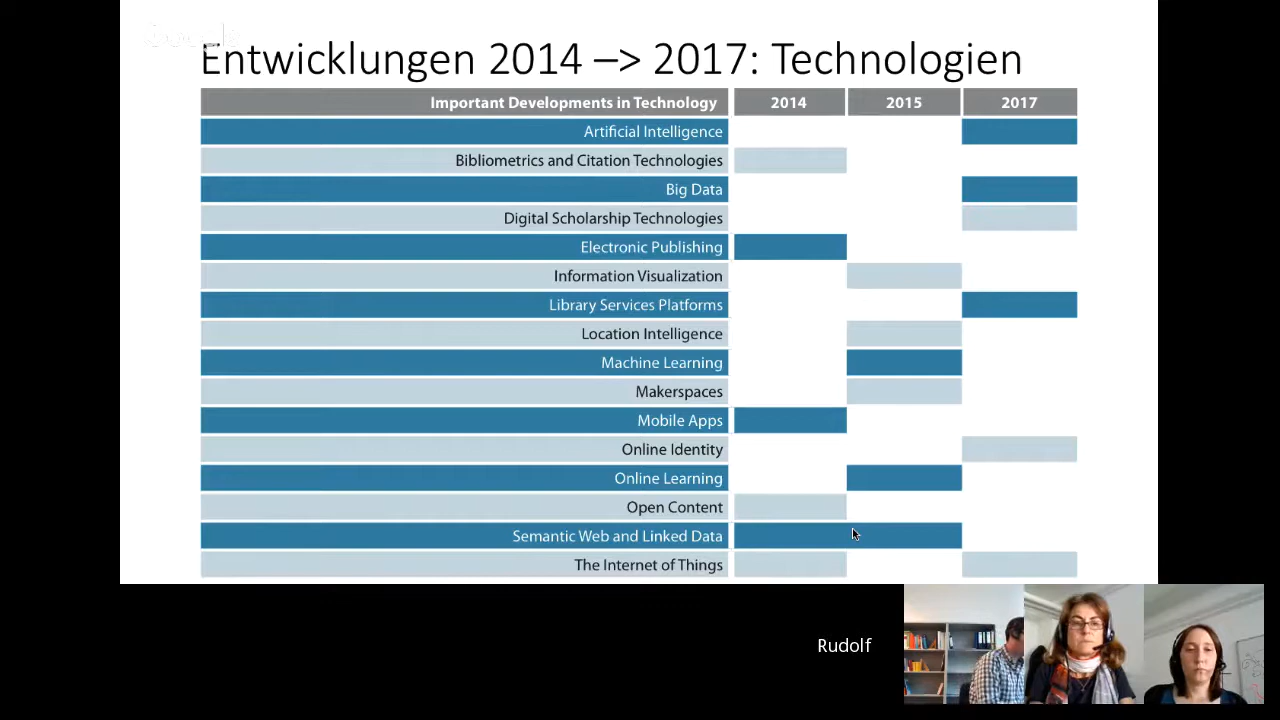 Entwicklungen 2014 –> 2017: Technologien
Important Developments in Technology 2014 2015 2017
Artificial Intelligence
Bibliometrics and Citation Technologies
Big Data
Digital Scholarship Technologies
Electronic Publishing
Information Visualization
Library Services Platforms
Location Intelligence
Machine Learning
Makerspaces
Mobile Apps
Online Identity
Online Learning
Open Content
Semantic Web and Linked Data
The Internet of Things
Rudolf